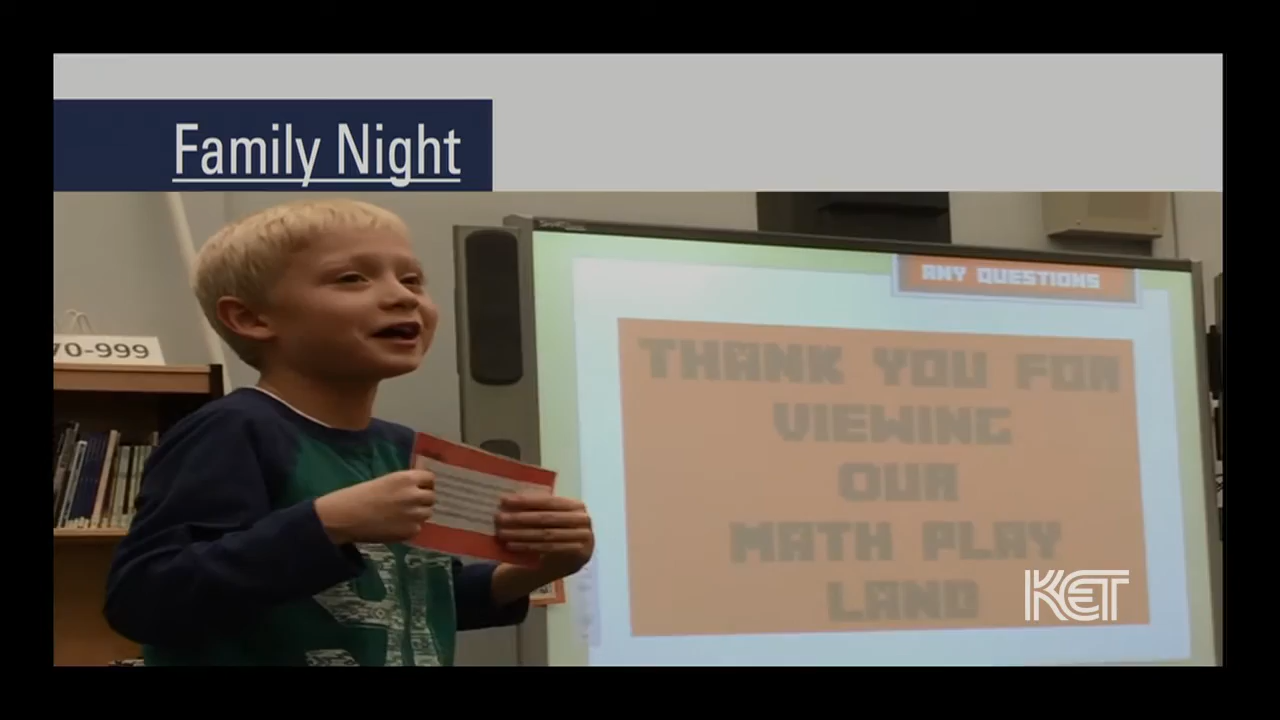 Family Night
ANY QUESTIONS
70-999
THANK YOU FOR
VIEWING
OUR
MATH PLAY
LAND
KET